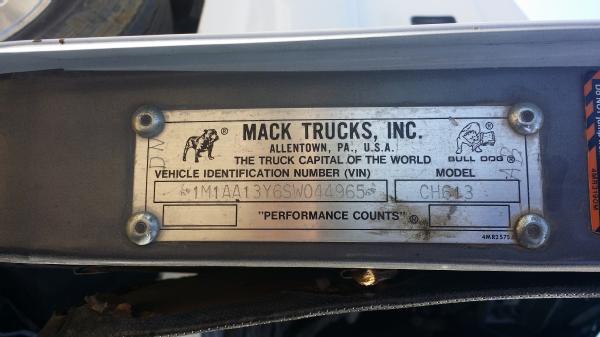 MACK TRUCKS, INC.
ALLENTOWN, PA., U.S.A.
THE TRUCK CAPITAL OF THE WORLD
BULL DOG ®
VEHICLE IDENTIFICATION NUMBER (VIN) MODEL
1M1AA13Y6SW044965 CH613
"PERFORMANCE COUNTS"®